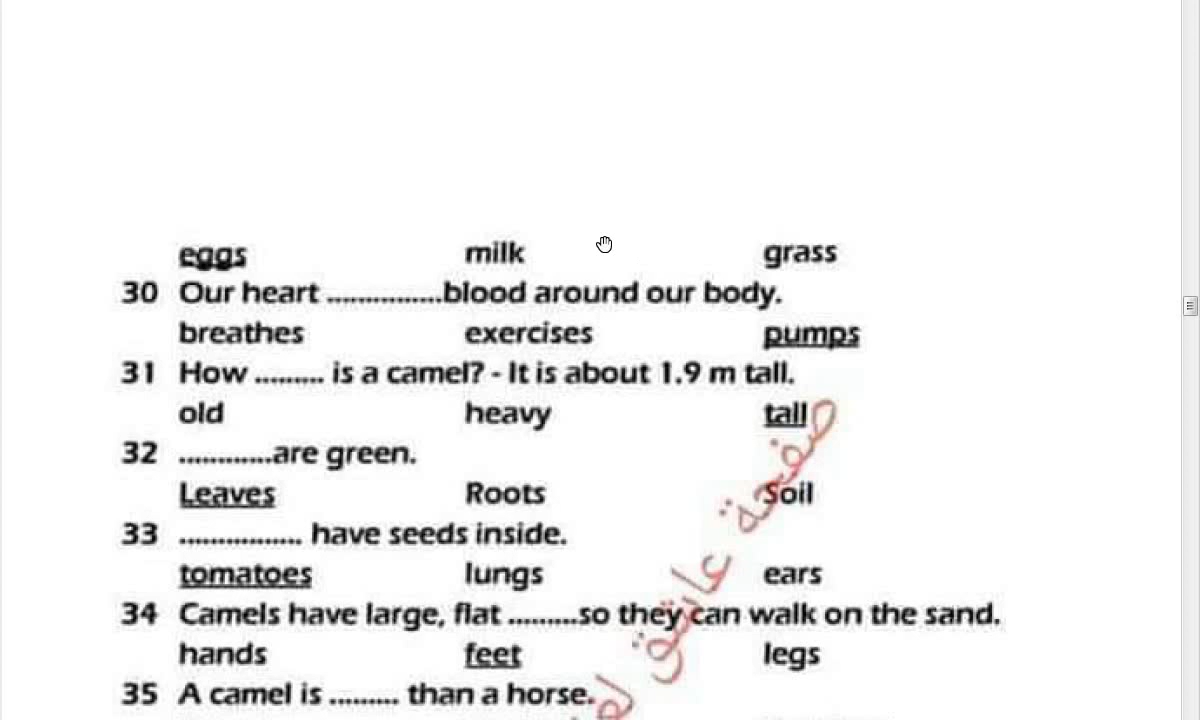 eggs milk grass
30 Our heart ...............blood around our body.
breathes exercises pumps
31 How ......... is a camel? - It is about 1.9 m tall.
old heavy tall
32 ............are green.
Leaves Roots Soil
33 ................ have seeds inside.
tomatoes lungs ears
34 Camels have large, flat .........so they can walk on the sand.
hands feet legs
35 A camel is ......... than a horse.
صفحة عاشق